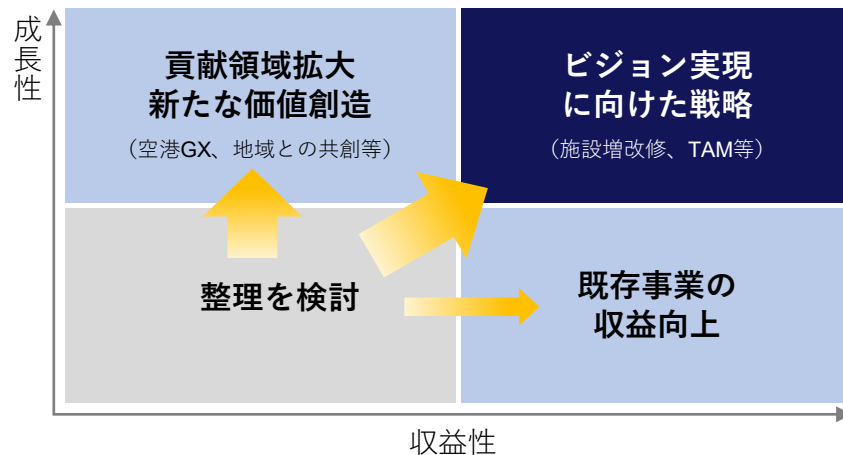 成長性
貢献領域拡大
新たな価値創造
（空港GX、地域との共創等）
ビジョン実現
に向けた戦略
（施設増改修、TAM等）
整理を検討
既存事業の
収益向上
収益性